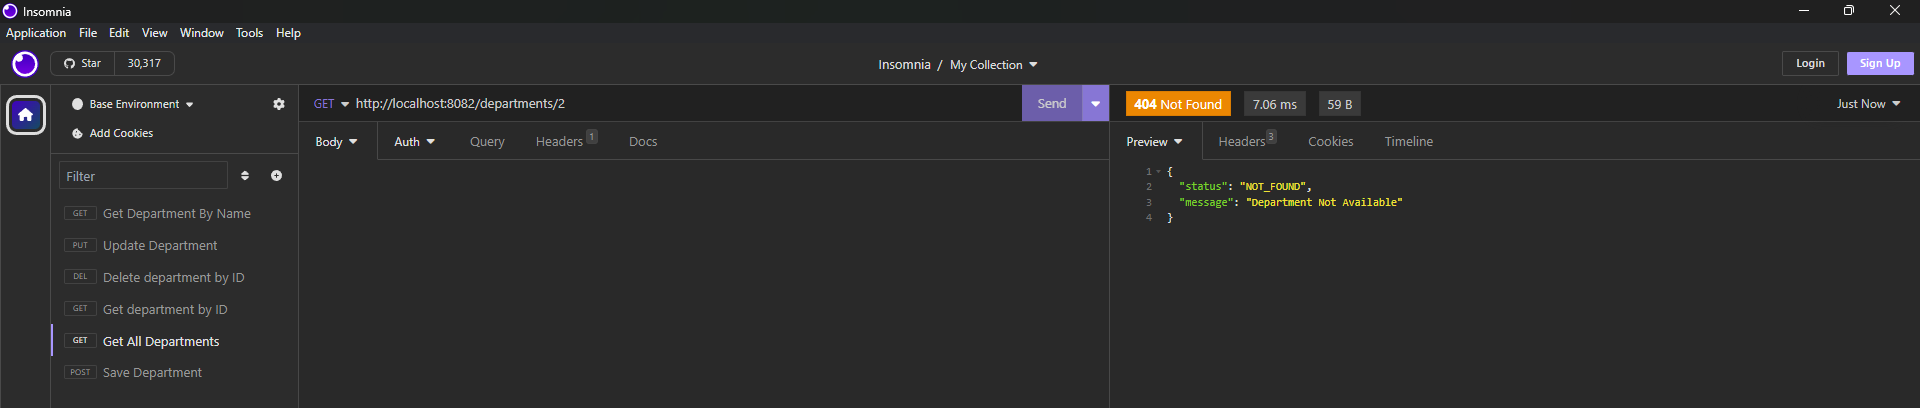 Insomnia
Application File Edit View Window Tools Help
Star 30,317
Insomnia / My Collection
Login Sign Up
Base Environment
Add Cookies
Filter
GET Get Department By Name
PUT Update Department
DEL Delete department by ID
GET Get department by ID
GET Get All Departments
POST Save Department
GET http://localhost:8082/departments/2
Send
Body Auth Query Headers 1 Docs
404 Not Found 7.06 ms 59 B
Just Now
Preview Headers 3 Cookies Timeline
1 {
2 "status": "NOT_FOUND",
3 "message": "Department Not Available"
4 }